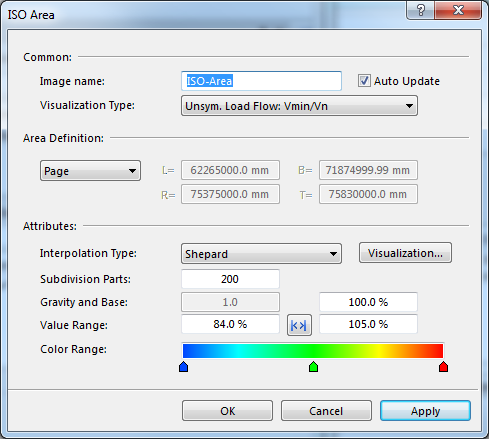 ISO Area
Common:
Image name: ISO-Area Auto Update
Visualization Type: Unsym. Load Flow: Vmin/Vn
Area Definition:
Page L= 62265000.0 mm B= 71874999.99 mm
R= 75375000.0 mm T= 75830000.0 mm
Attributes:
Interpolation Type: Shepard Visualization...
Subdivision Parts: 200
Gravity and Base: 1.0 100.0 %
Value Range: 84.0 % 105.0 %
Color Range:
OK Cancel Apply